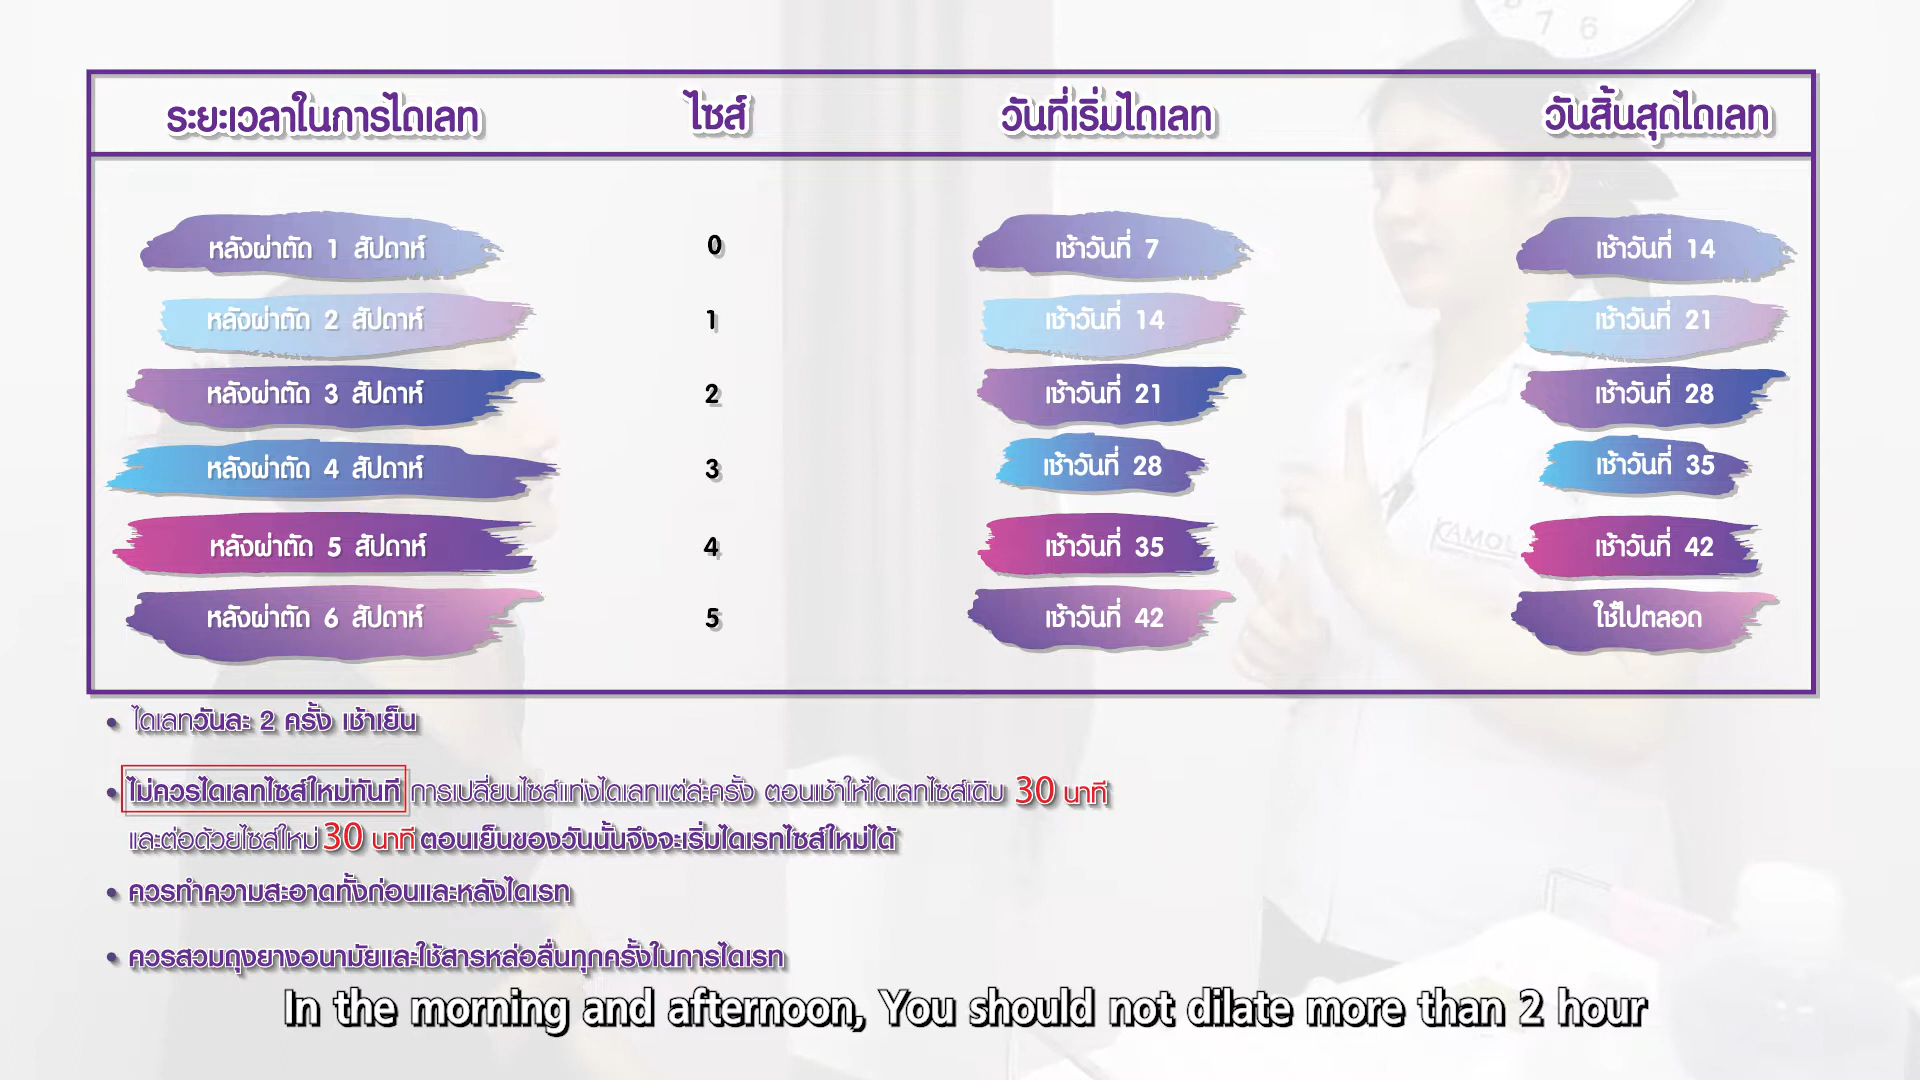 7 6
ระยะเวลาในการไดเลท ไซส์ วันที่เริ่มไดเลท วันสิ้นสุดไดเลท
หลังผ่าตัด 1 สัปดาห์ 0 เช้าวันที่ 7 เช้าวันที่ 14
หลังผ่าตัด 2 สัปดาห์ 1 เช้าวันที่ 14 เช้าวันที่ 21
หลังผ่าตัด 3 สัปดาห์ 2 เช้าวันที่ 21 เช้าวันที่ 28
หลังผ่าตัด 4 สัปดาห์ 3 เช้าวันที่ 28 เช้าวันที่ 35
หลังผ่าตัด 5 สัปดาห์ 4 เช้าวันที่ 35 เช้าวันที่ 42
KAMOL
หลังผ่าตัด 6 สัปดาห์ 5 เช้าวันที่ 42 ใช้ไปตลอด
• ไดเลทวันละ 2 ครั้ง เช้าเย็น
• ไม่ควรไดเลทไซส์ใหม่ทันที การเปลี่ยนไซส์แท่งไดเลทแต่ล่ะครั้ง ตอนเช้าให้ไดเลทไซส์เดิม 30 นาที
และต่อด้วยไซส์ใหม่ 30 นาที ตอนเย็นของวันนั้นจึงจะเริ่มไดเรทไซส์ใหม่ได้
• ควรทำความสะอาดทั้งก่อนและหลังไดเรท
• ควรสวมถุงยางอนามัยและใช้สารหล่อลื่นทุกครั้งในการไดเรท
In the morning and afternoon, You should not dilate more than 2 hour